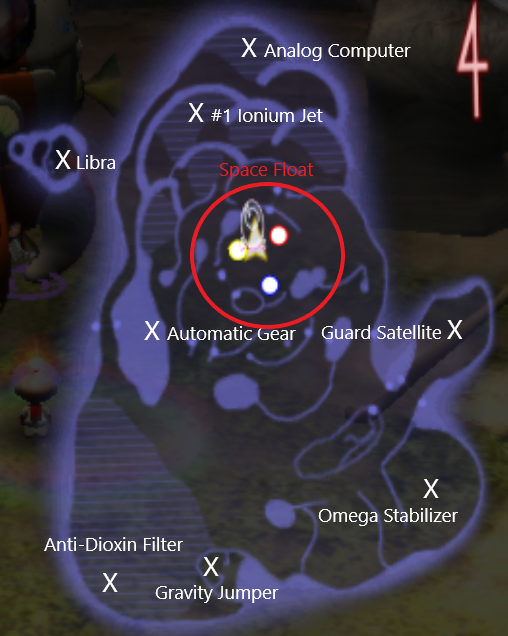 4
X Analog Computer
X #1 Ionium Jet
X Libra
Space Float
X Automatic Gear
Guard Satellite X
X
Omega Stabilizer
Anti-Dioxin Filter
X
X
Gravity Jumper